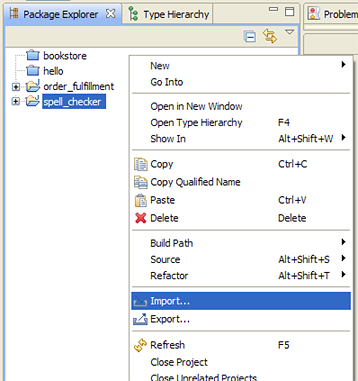 Package Explorer Type Hierarchy Problem
bookstore
hello
order_fulfillment
spell_checker
New
Go Into
Open in New Window
Open Type Hierarchy F4
Show In Alt+Shift+W
Copy Ctrl+C
Copy Qualified Name
Paste Ctrl+V
Delete Delete
Build Path
Source Alt+Shift+S
Refactor Alt+Shift+T
Import...
Export...
Refresh F5
Close Project
Close Unrelated Projects